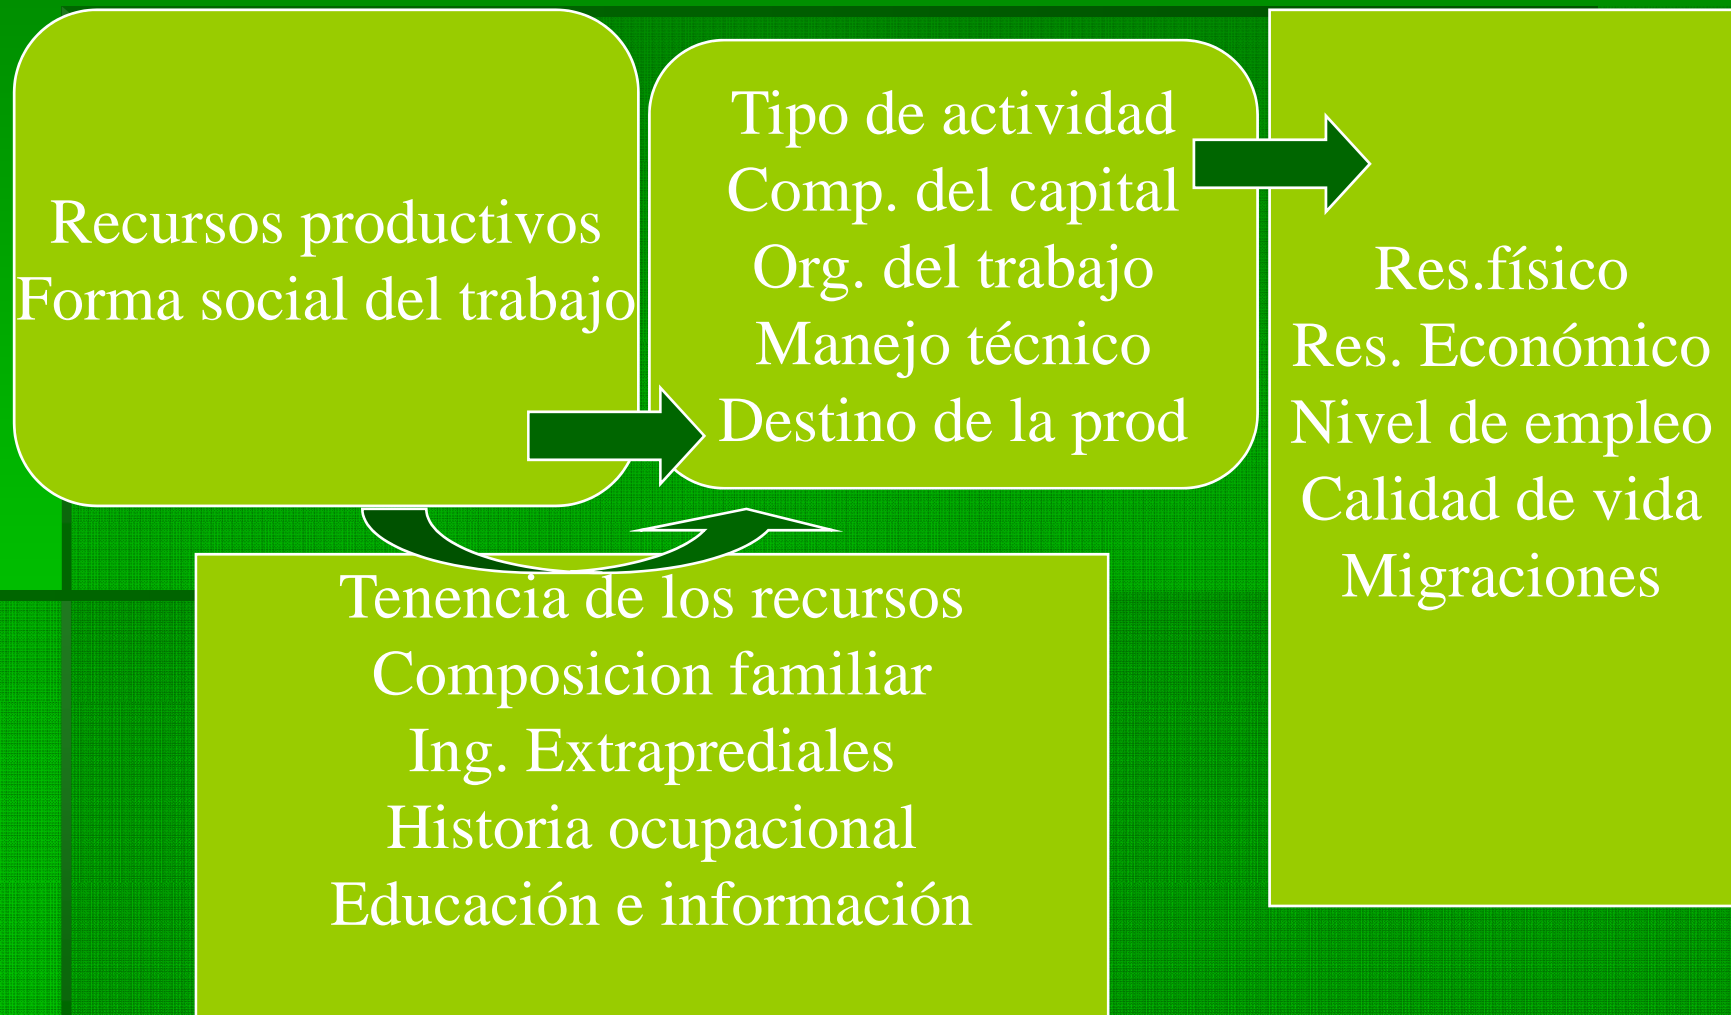 Recursos productivos
Forma social del trabajo
Tipo de actividad
Comp. del capital
Org. del trabajo
Manejo técnico
Destino de la prod
Res.físico
Res. Económico
Nivel de empleo
Calidad de vida
Migraciones
Tenencia de los recursos
Composicion familiar
Ing. Extraprediales
Historia ocupacional
Educación e información